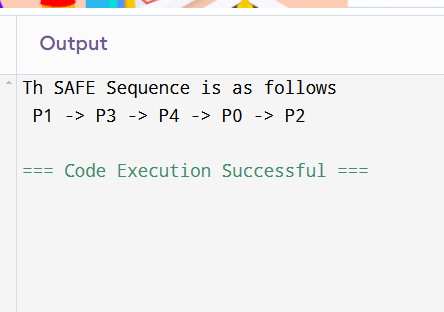 Output
Th SAFE Sequence is as follows
P1 -> P3 -> P4 -> P0 -> P2
=== Code Execution Successful ===